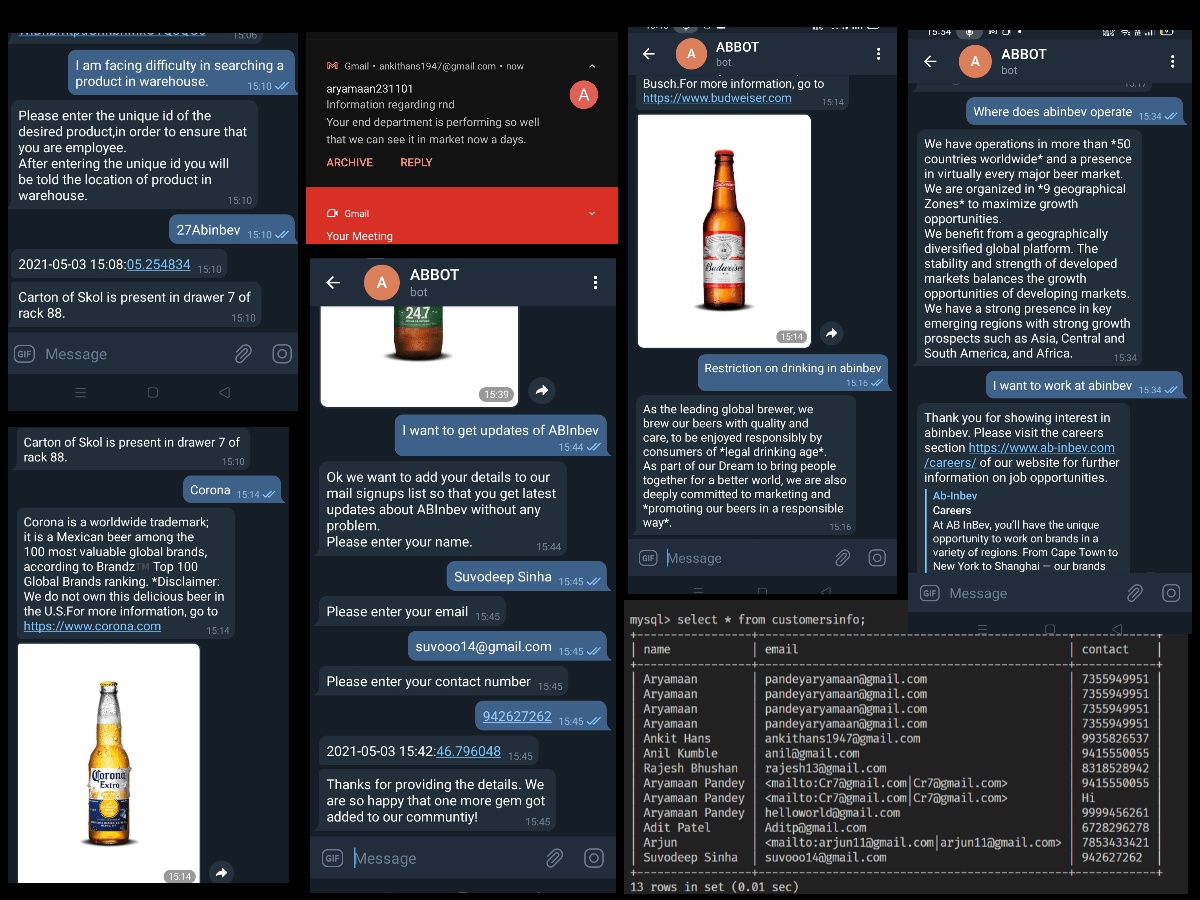 15:06
I am facing difficulty in searching a
product in warehouse.
15:10
Please enter the unique id of the
desired product,in order to ensure that
you are employee.
After entering the unique id you will
be told the location of product in
warehouse.
15:10
27Abinbev 15:10
2021-05-03 15:08:05.254834 15:10
Carton of Skol is present in drawer 7 of
rack 88.
15:10
GIF Message
Carton of Skol is present in drawer 7 of
rack 88.
15:10
Corona 15:14
Corona is a worldwide trademark;
it is a Mexican beer among the
100 most valuable global brands,
according to Brandz™ Top 100
Global Brands ranking. *Disclaimer:
We do not own this delicious beer in
the U.S.For more information, go to
https://www.corona.com 15:14
Corona
Extra
15:14
Gmail • ankithans1947@gmail.com • now
aryamaan231101
Information regarding rnd
Your end department is performing so well
that we can see it in market now a days.
A
ARCHIVE REPLY
Gmail
Your Meeting
A ABBOT
bot
24.7
15:39
I want to get updates of ABInbev
15:44
Ok we want to add your details to our
mail signups list so that you get latest
updates about ABInbev without any
problem.
Please enter your name.
15:44
Suvodeep Sinha 15:45
Please enter your email 15:45
suvooo14@gmail.com 15:45
Please enter your contact number 15:45
942627262 15:45
2021-05-03 15:42:46.796048 15:45
Thanks for providing the details. We
are so happy that one more gem got
added to our communtiy!
15:45
GIF Message
A ABBOT
bot
Busch.For more information, go to
https://www.budweiser.com 15:14
Budweiser
15:14
Restriction on drinking in abinbev
15:16
As the leading global brewer, we
brew our beers with quality and
care, to be enjoyed responsibly by
consumers of *legal drinking age*.
As part of our Dream to bring people
together for a better world, we are also
deeply committed to marketing and
*promoting our beers in a responsible
way*.
15:16
GIF Message
15:34
A ABBOT
bot
15:17
Where does abinbev operate 15:34
We have operations in more than *50
countries worldwide* and a presence
in virtually every major beer market.
We are organized in *9 geographical
Zones* to maximize growth
opportunities.
We benefit from a geographically
diversified global platform. The
stability and strength of developed
markets balances the growth
opportunities of developing markets.
We have a strong presence in key
emerging regions with strong growth
prospects such as Asia, Central and
South America, and Africa.
15:34
I want to work at abinbev 15:34
Thank you for showing interest in
abinbev. Please visit the careers
section https://www.ab-inbev.com
/careers/ of our website for further
information on job opportunities.
Ab-Inbev
Careers
At AB InBev, you'll have the unique
opportunity to work on brands in a
variety of regions. From Cape Town to
New York to Shanghai — our brands
GIF Message
mysql> select * from customersinfo;
| name | email | contact |
| Aryamaan | pandeyaryamaan@gmail.com | 7355949951 |
| Aryamaan | pandeyaryamaan@gmail.com | 7355949951 |
| Aryamaan | pandeyaryamaan@gmail.com | 7355949951 |
| Aryamaan | pandeyaryamaan@gmail.com | 7355949951 |
| Ankit Hans | ankithans1947@gmail.com | 9935826537 |
| Anil Kumble | anil@gmail.com | 9415550055 |
| Rajesh Bhushan | rajesh13@gmail.com | 8318528942 |
| Aryamaan Pandey | <mailto:Cr7@gmail.com|Cr7@gmail.com> | 9415550055 |
| Aryamaan Pandey | <mailto:Cr7@gmail.com|Cr7@gmail.com> | Hi |
| Aryamaan Pandey | helloworld@gmail.com | 9999456261 |
| Adit Patel | Aditp@gmail.com | 6728296278 |
| Arjun | <mailto:arjun11@gmail.com|arjun11@gmail.com> | 7853433421 |
| Suvodeep Sinha | suvooo14@gmail.com | 942627262 |
13 rows in set (0.01 sec)